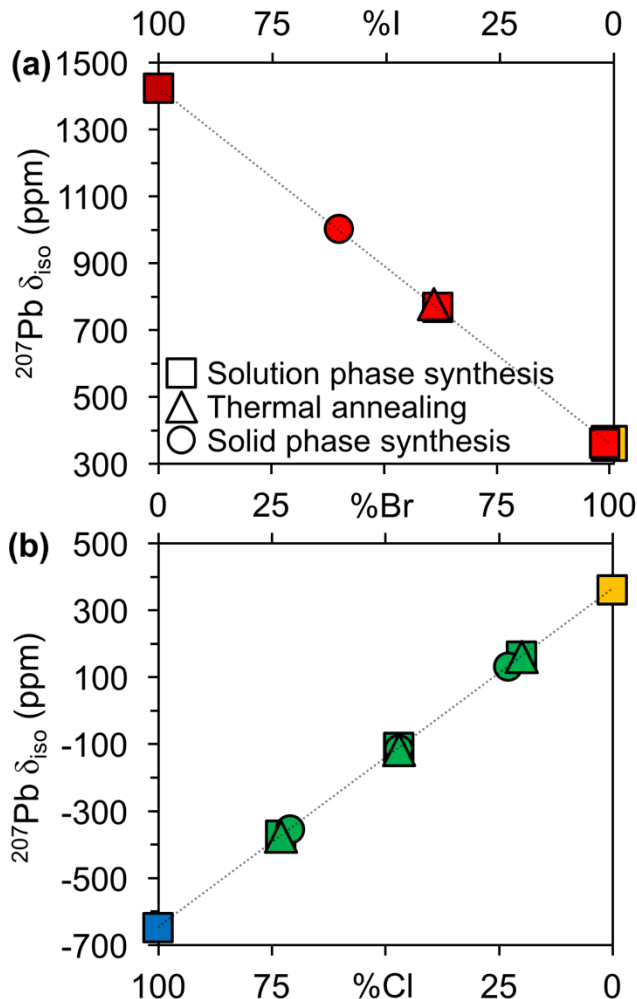 100 75 %I 25 0
(a)
1500
1300
1100
900
700
500
300
²⁰⁷Pb δiso (ppm)
Solution phase synthesis
Thermal annealing
Solid phase synthesis
0 25 %Br 75 100
(b)
500
300
100
-100
-300
-500
-700
²⁰⁷Pb δiso (ppm)
100 75 %Cl 25 0